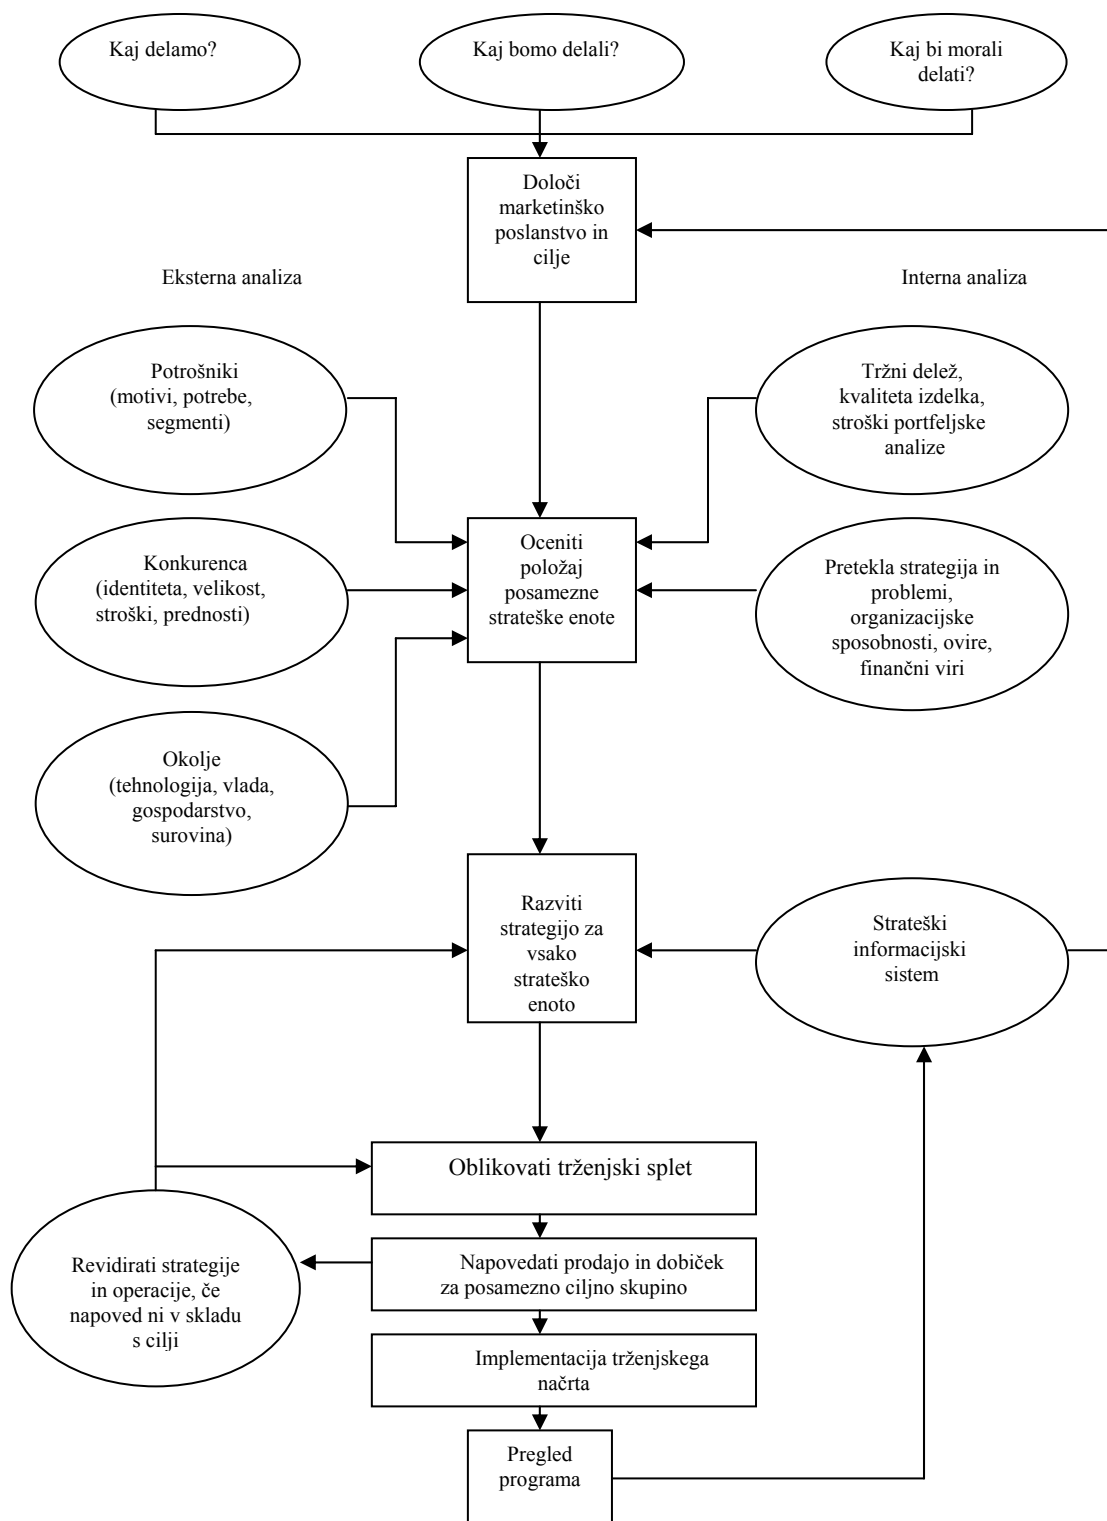 Kaj delamo?
Kaj bomo delali?
Kaj bi morali
delati?
Določi
marketinško
poslanstvo in
cilje
Eksterna analiza
Interna analiza
Potrošniki
(motivi, potrebe,
segmenti)
Tržni delež,
kvaliteta izdelka,
stroški portfeljske
analize
Konkurenca
(identiteta, velikost,
stroški, prednosti)
Oceniti
položaj
posamezne
strateške enote
Pretekla strategija in
problemi,
organizacijske
sposobnosti, ovire,
finančni viri
Okolje
(tehnologija, vlada,
gospodarstvo,
surovina)
Razviti
strategijo za
vsako
strateško
enoto
Strateški
informacijski
sistem
Oblikovati trženjski splet
Revidirati strategije
in operacije, če
napoved ni v skladu
s cilji
Napovedati prodajo in dobiček
za posamezno ciljno skupino
Implementacija trženjskega
načrta
Pregled
programa